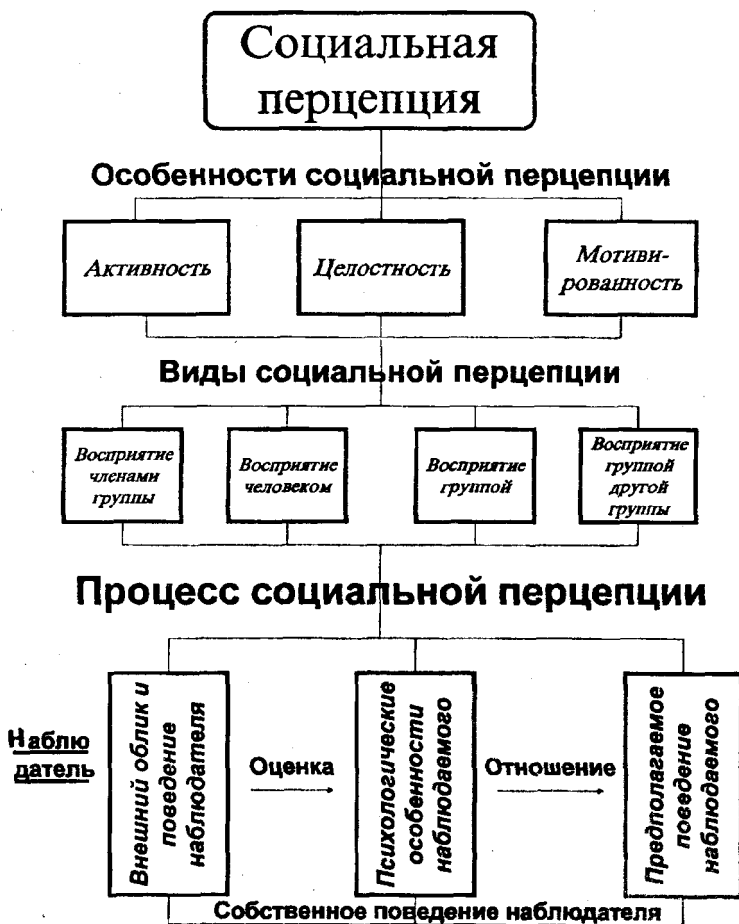 Социальная
перцепция
Особенности социальной перцепции
Активность
Целостность
Мотиви-
рованность
Виды социальной перцепции
Восприятие
членами
группы
Восприятие
человеком
Восприятие
группой
Восприятие
группой
другой
группы
Процесс социальной перцепции
Наблю
датель
Внешний облик и
поведение
наблюдателя
Оценка
Психологические
особенности
наблюдаемого
Отношение
Предполагаемое
поведение
наблюдаемого
Собственное поведение наблюдателя